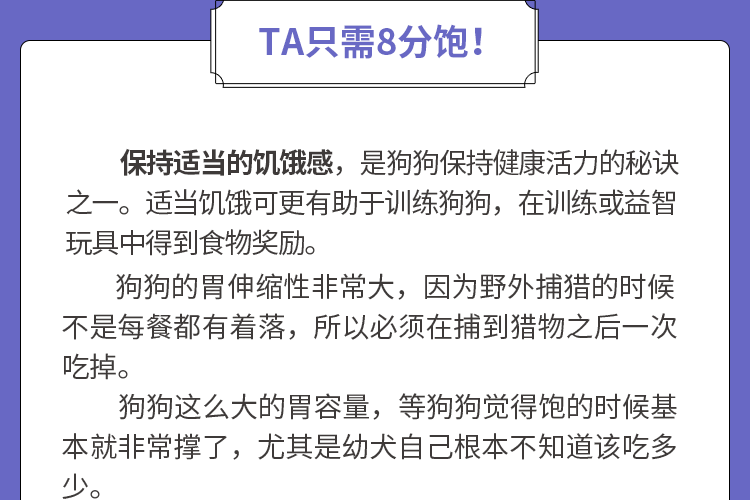 TA只需8分饱！
保持适当的饥饿感，是狗狗保持健康活力的秘诀
之一。适当饥饿可更有助于训练狗狗，在训练或益智
玩具中得到食物奖励。
狗狗的胃伸缩性非常大，因为野外捕猎的时候
不是每餐都有着落，所以必须在捕到猎物之后一次
吃掉。
狗狗这么大的胃容量，等狗狗觉得饱的时候基
本就非常撑了，尤其是幼犬自己根本不知道该吃多
少。